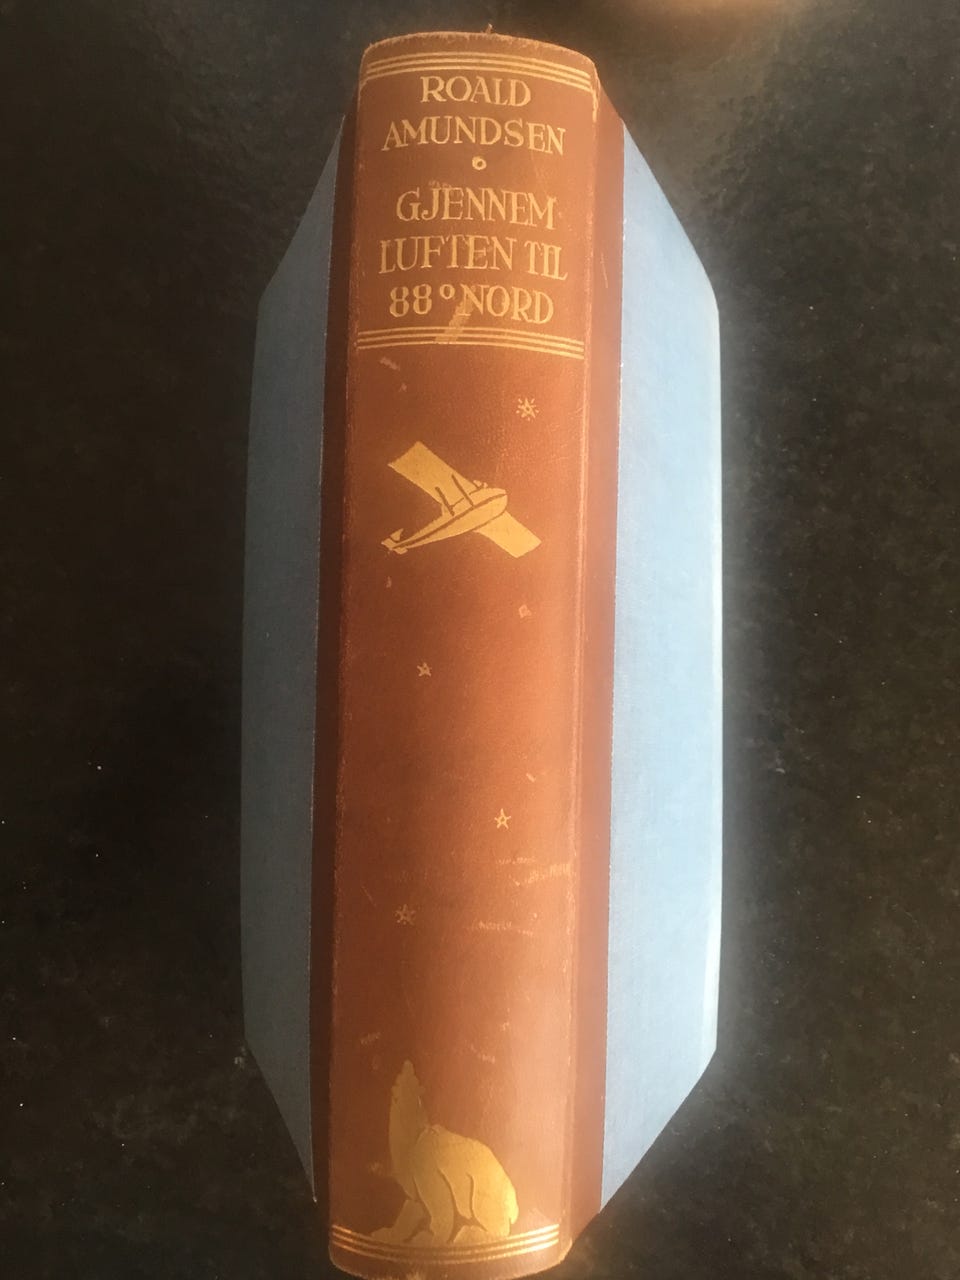 ROALD
AMUNDSEN
GJENNEM
LUFTEN TIL
88° NORD